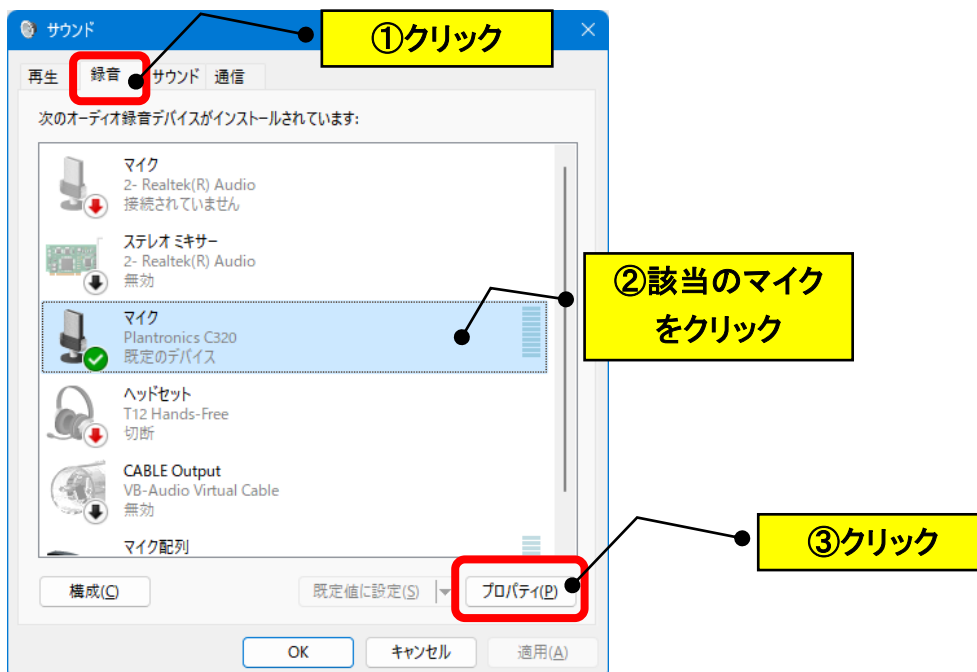 サウンド
①クリック
再生
録音
サウンド
通信
次のオーディオ録音デバイスがインストールされています:
マイク
2- Realtek(R) Audio
接続されていません
ステレオ ミキサー
2- Realtek(R) Audio
無効
②該当のマイク
をクリック
マイク
Plantronics C320
既定のデバイス
ヘッドセット
T12 Hands-Free
切断
CABLE Output
VB-Audio Virtual Cable
無効
マイク配列
③クリック
構成(C)
既定値に設定(S)
プロパティ(P)
OK
キャンセル
適用(A)